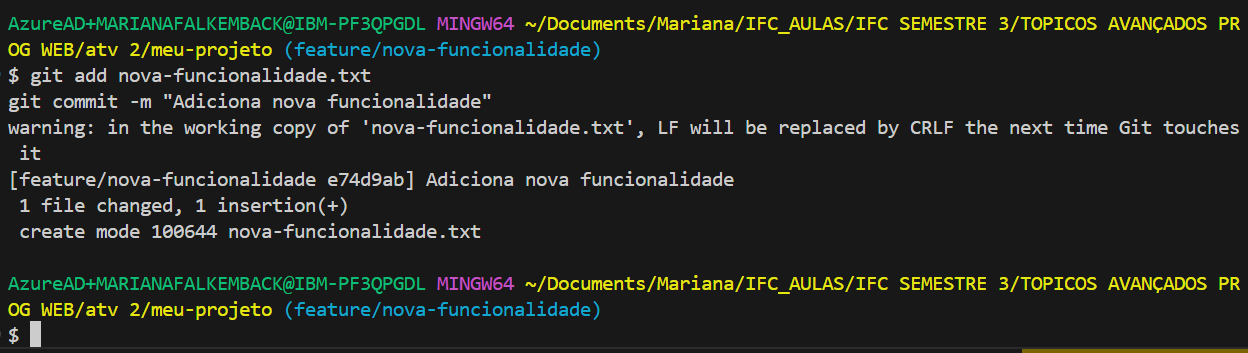 AzureAD+MARIANAFALKEMBACK@IBM-PF3QPGDL MINGW64 ~/Documents/Mariana/IFC_AULAS/IFC SEMESTRE 3/TOPICOS AVANÇADOS PR
OG WEB/atv 2/meu-projeto (feature/nova-funcionalidade)
$ git add nova-funcionalidade.txt
git commit -m "Adiciona nova funcionalidade"
warning: in the working copy of 'nova-funcionalidade.txt', LF will be replaced by CRLF the next time Git touches
 it
[feature/nova-funcionalidade e74d9ab] Adiciona nova funcionalidade
 1 file changed, 1 insertion(+)
 create mode 100644 nova-funcionalidade.txt
AzureAD+MARIANAFALKEMBACK@IBM-PF3QPGDL MINGW64 ~/Documents/Mariana/IFC_AULAS/IFC SEMESTRE 3/TOPICOS AVANÇADOS PR
OG WEB/atv 2/meu-projeto (feature/nova-funcionalidade)
$